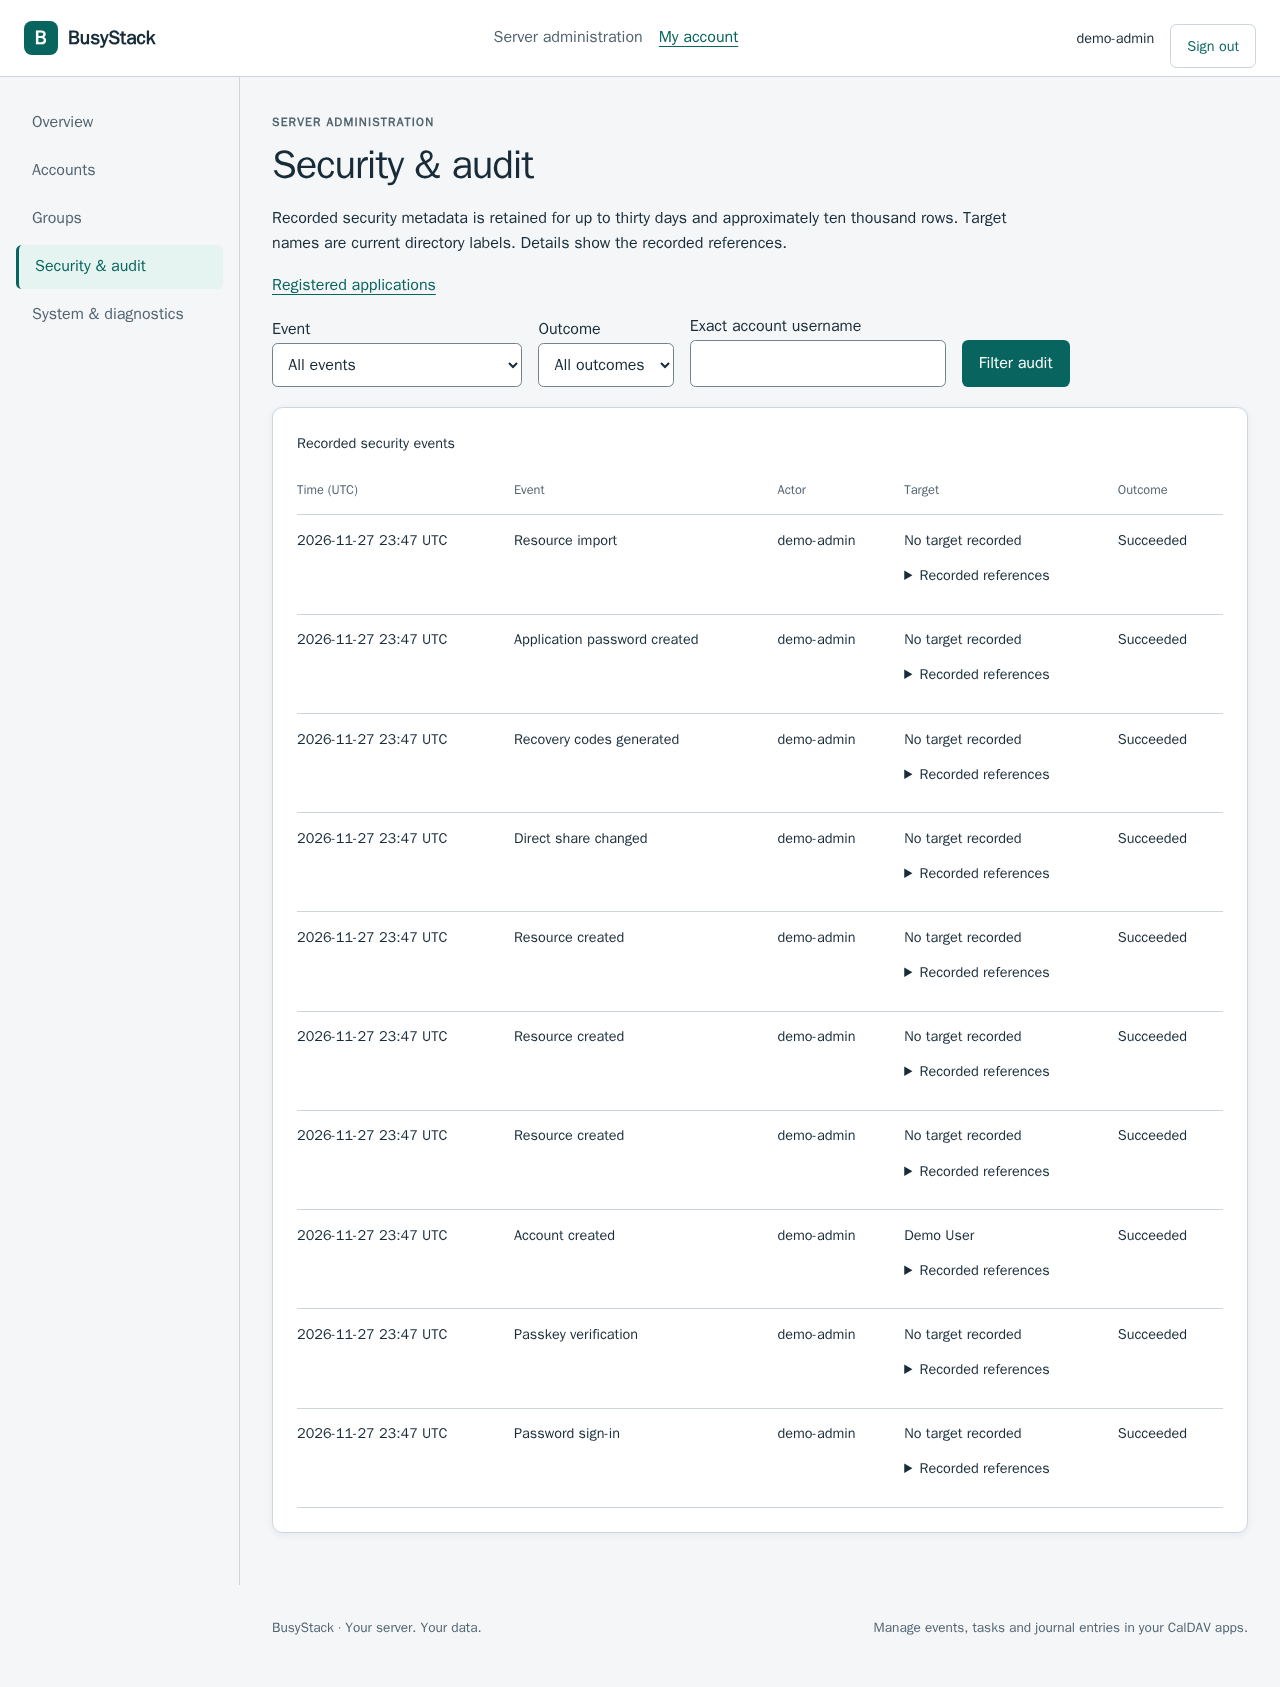 B BusyStack
Server administration My account
demo-admin Sign out
Overview
Accounts
Groups
Security & audit
System & diagnostics
SERVER ADMINISTRATION
Security & audit
Recorded security metadata is retained for up to thirty days and approximately ten thousand rows. Target
names are current directory labels. Details show the recorded references.
Registered applications
Event Outcome Exact account username
All events All outcomes Filter audit
Recorded security events
Time (UTC) Event Actor Target Outcome
2026-11-27 23:47 UTC Resource import demo-admin No target recorded Succeeded
Recorded references
2026-11-27 23:47 UTC Application password created demo-admin No target recorded Succeeded
Recorded references
2026-11-27 23:47 UTC Recovery codes generated demo-admin No target recorded Succeeded
Recorded references
2026-11-27 23:47 UTC Direct share changed demo-admin No target recorded Succeeded
Recorded references
2026-11-27 23:47 UTC Resource created demo-admin No target recorded Succeeded
Recorded references
2026-11-27 23:47 UTC Resource created demo-admin No target recorded Succeeded
Recorded references
2026-11-27 23:47 UTC Resource created demo-admin No target recorded Succeeded
Recorded references
2026-11-27 23:47 UTC Account created demo-admin Demo User Succeeded
Recorded references
2026-11-27 23:47 UTC Passkey verification demo-admin No target recorded Succeeded
Recorded references
2026-11-27 23:47 UTC Password sign-in demo-admin No target recorded Succeeded
Recorded references
BusyStack · Your server. Your data. Manage events, tasks and journal entries in your CalDAV apps.